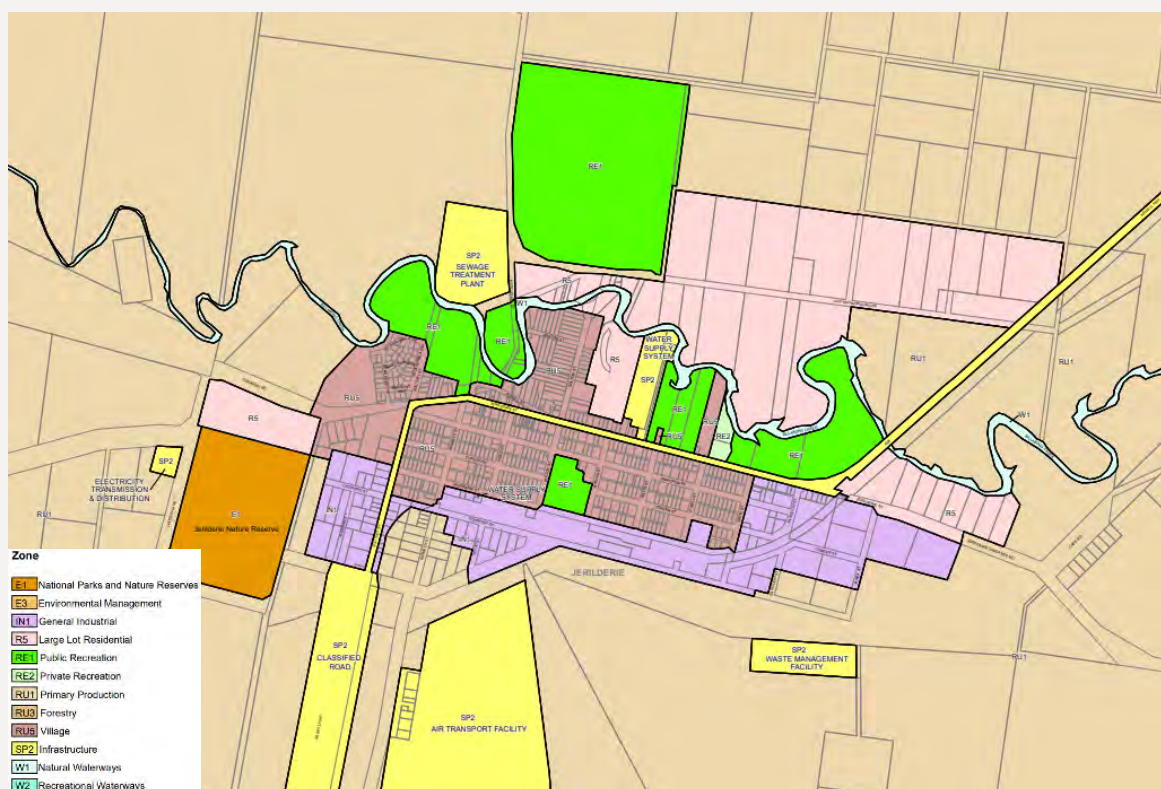 RE1
SP2
SEWAGE
TREATMENT
PLANT
R5
W1
RE1
RE1
WATER
SUPPLY
SYSTEM
RU1
RU1
RU5
R5
SP2
RU5
RE1
R5
RU5
RU5
RE2
W1
RE1
RU5
SP2
WATER SUPPLY
SYSTEM
RE1
ELECTRICITY
TRANSMISSION
& DISTRIBUTION
IN1
R5
RU1
E1
Jerilderie Nature Reserve
IN1
JERILDERIE
SP2
CLASSIFIED
ROAD
SP2
WASTE MANAGEMENT
FACILITY
RU1
SP2
AIR TRANSPORT FACILITY
Zone
E1 National Parks and Nature Reserves
E3 Environmental Management
IN1 General Industrial
R5 Large Lot Residential
RE1 Public Recreation
RE2 Private Recreation
RU1 Primary Production
RU3 Forestry
RU5 Village
SP2 Infrastructure
W1 Natural Waterways
W2 Recreational Waterways